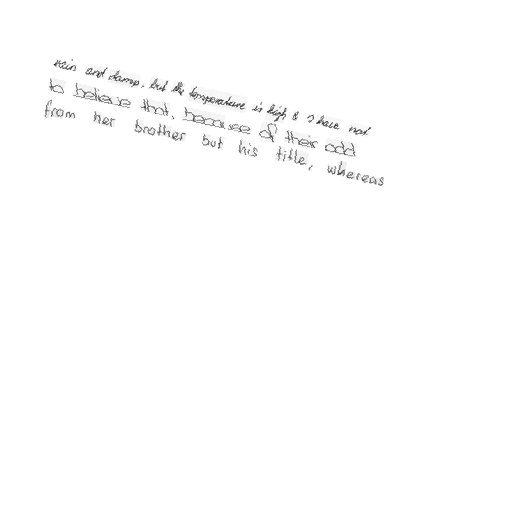 rain and damp, but the temperature is high & I have not
to believe that, because of their odd
from her brother but his title, whereas